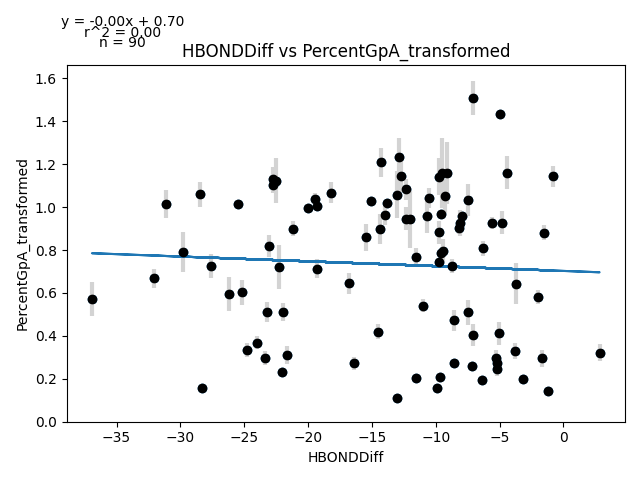 y = -0.00x + 0.70
r^2 = 0.00
n = 90
HBONDDiff vs PercentGpA_transformed
PercentGpA_transformed
1.6
1.4
1.2
1.0
0.8
0.6
0.4
0.2
0.0
−35 −30 −25 −20 −15 −10 −5 0
HBONDDiff